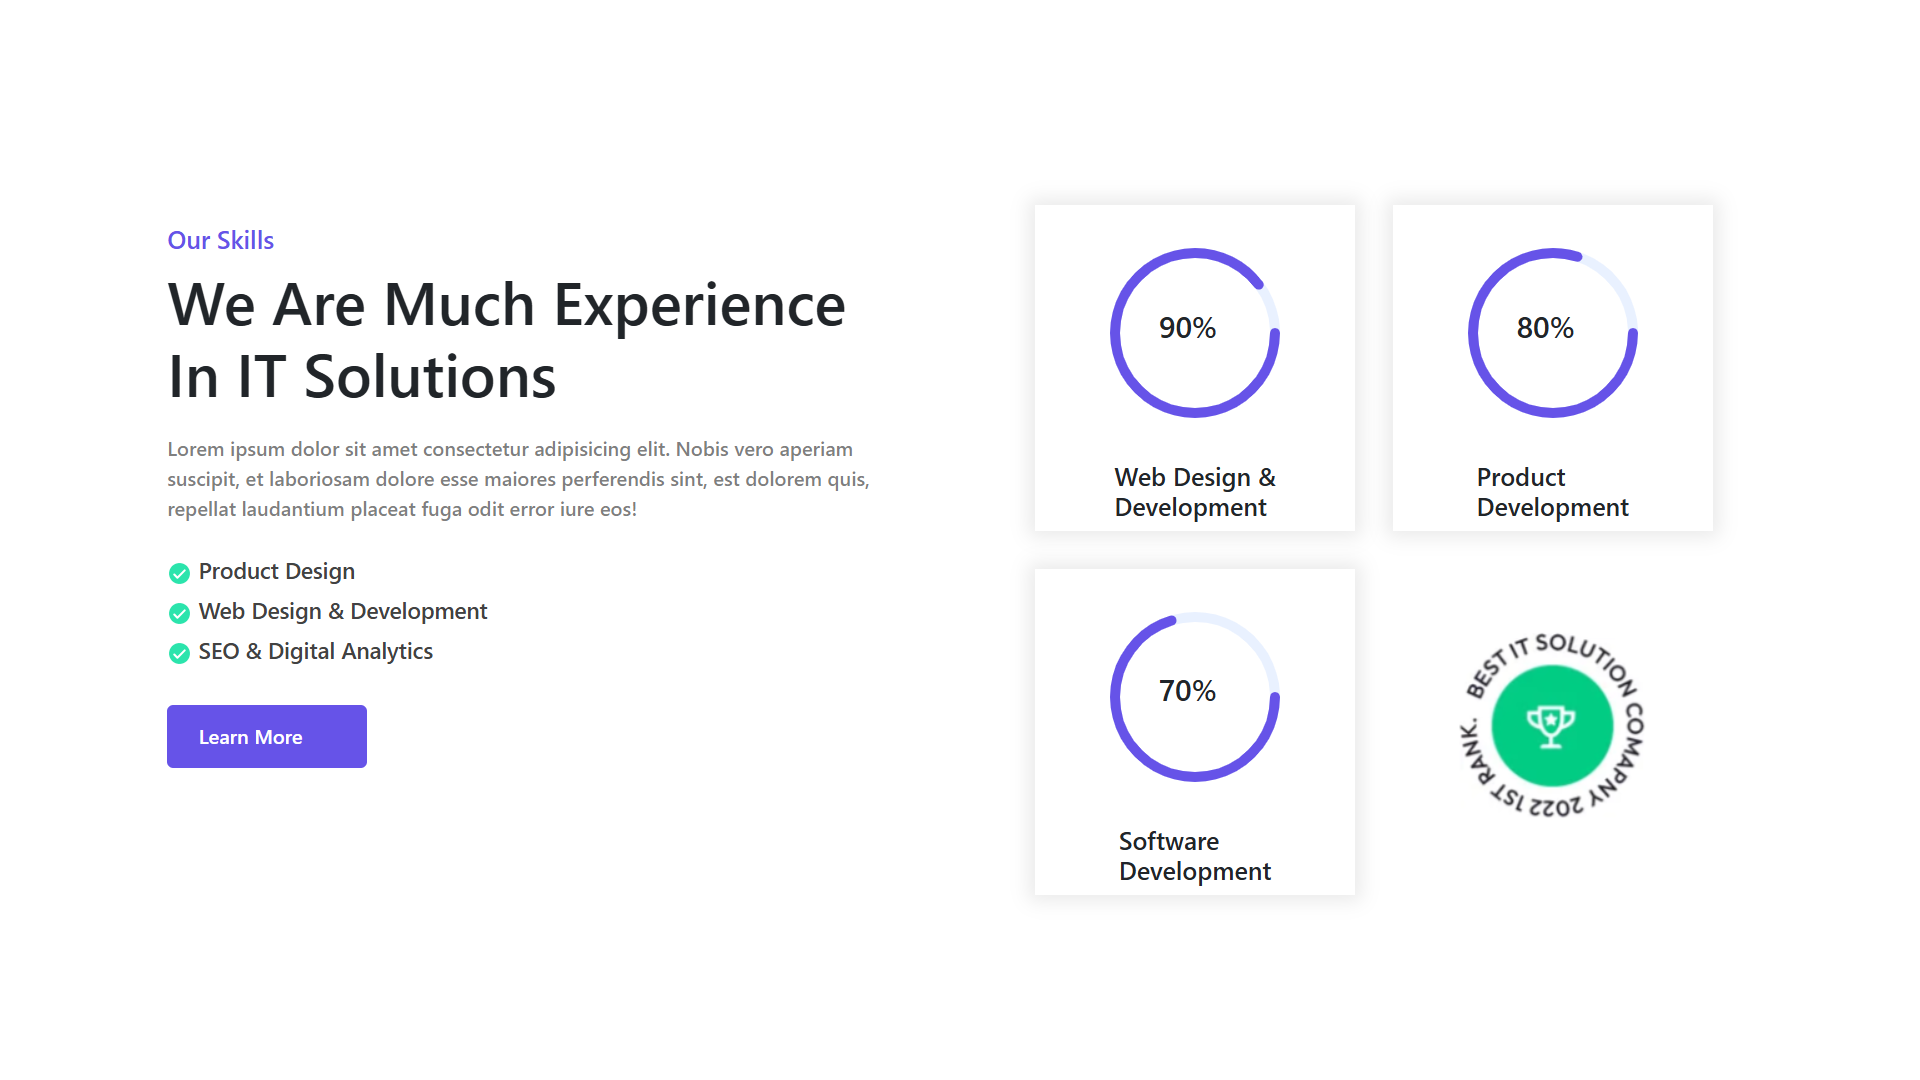 Our Skills
We Are Much Experience
In IT Solutions
Lorem ipsum dolor sit amet consectetur adipisicing elit. Nobis vero aperiam
suscipit, et laboriosam dolore esse maiores perferendis sint, est dolorem quis,
repellat laudantium placeat fuga odit error iure eos!
Product Design
Web Design & Development
SEO & Digital Analytics
Learn More
90%
Web Design &
Development
80%
Product
Development
70%
Software
Development
BEST IT SOLUTION COMAPNY 2022 1ST RANK.